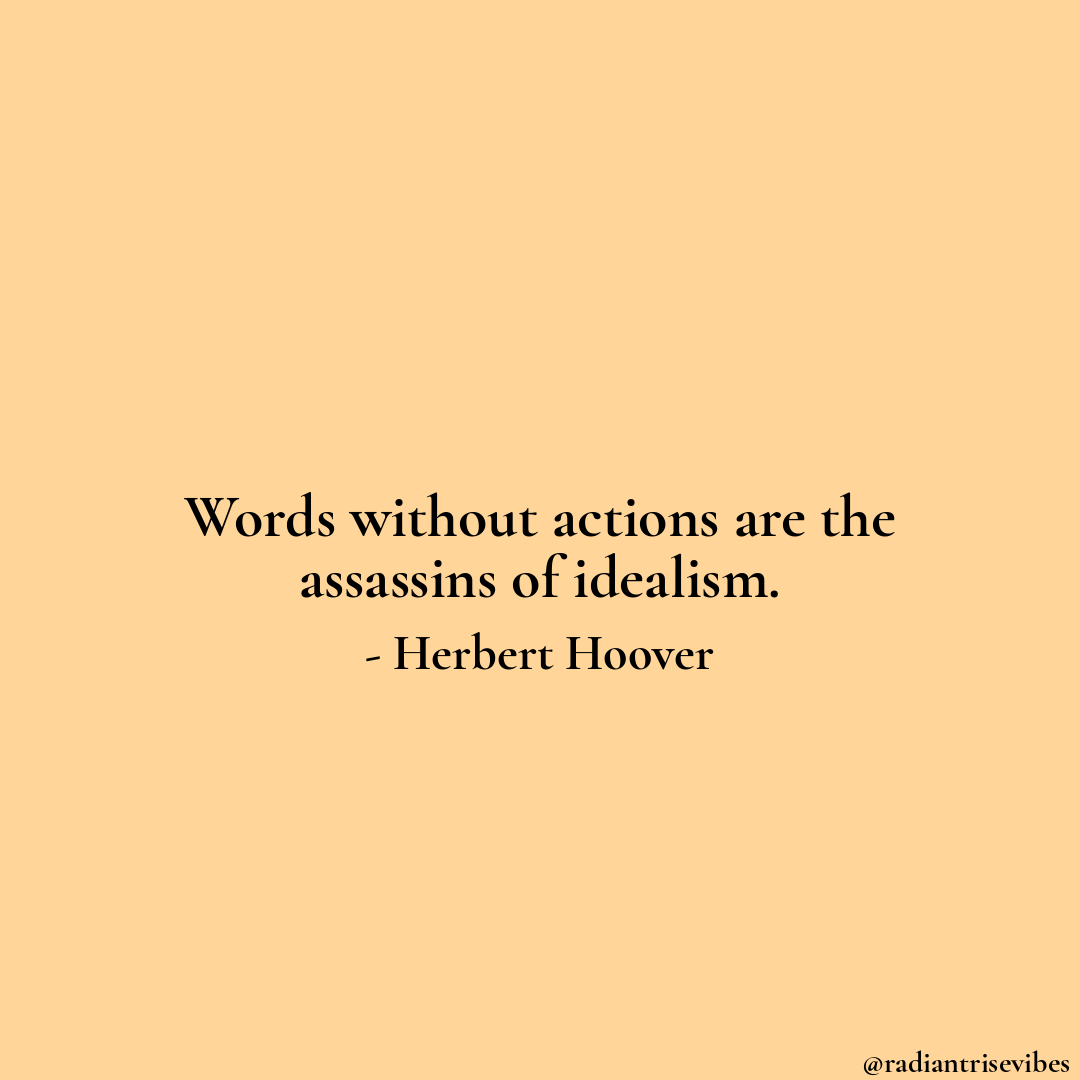 Words without actions are the
assassins of idealism.
- Herbert Hoover
@radiantrisevibes